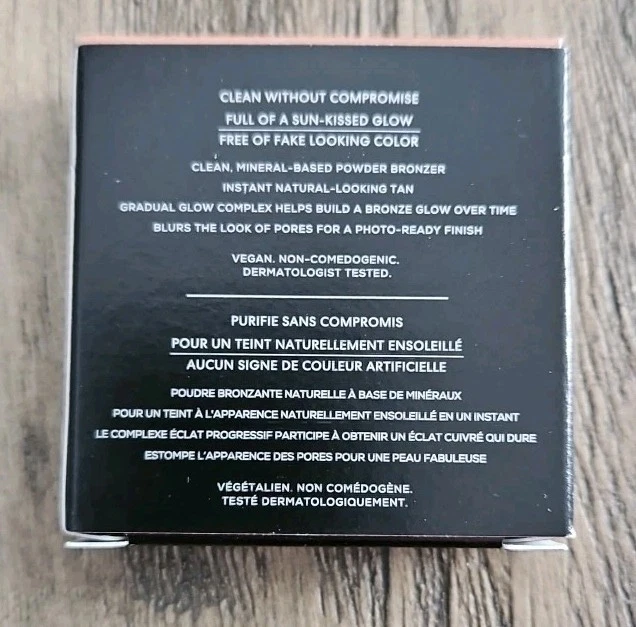 CLEAN WITHOUT COMPROMISE
FULL OF A SUN-KISSED GLOW
FREE OF FAKE LOOKING COLOR
CLEAN, MINERAL-BASED POWDER BRONZER
INSTANT NATURAL-LOOKING TAN
GRADUAL GLOW COMPLEX HELPS BUILD A BRONZE GLOW OVER TIME
BLURS THE LOOK OF PORES FOR A PHOTO-READY FINISH
VEGAN. NON-COMEDOGENIC.
DERMATOLOGIST TESTED.
PURIFIE SANS COMPROMIS
POUR UN TEINT NATURELLEMENT ENSOLEILLÉ
AUCUN SIGNE DE COULEUR ARTIFICIELLE
POUDRE BRONZANTE NATURELLE À BASE DE MINÉRAUX
POUR UN TEINT À L'APPARENCE NATURELLEMENT ENSOLEILLÉ EN UN INSTANT
LE COMPLEXE ÉCLAT PROGRESSIF PARTICIPE À OBTENIR UN ÉCLAT CUIVRÉ QUI DURE
ESTOMPE L'APPARENCE DES PORES POUR UNE PEAU FABULEUSE
VÉGÉTALIEN. NON COMÉDOGÈNE.
TESTÉ DERMATOLOGIQUEMENT.